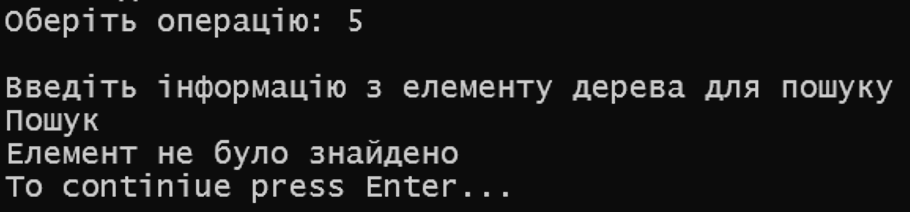 Оберіть операцію: 5
Введіть інформацію з елементу дерева для пошуку
Пошук
Елемент не було знайдено
To continiue press Enter...